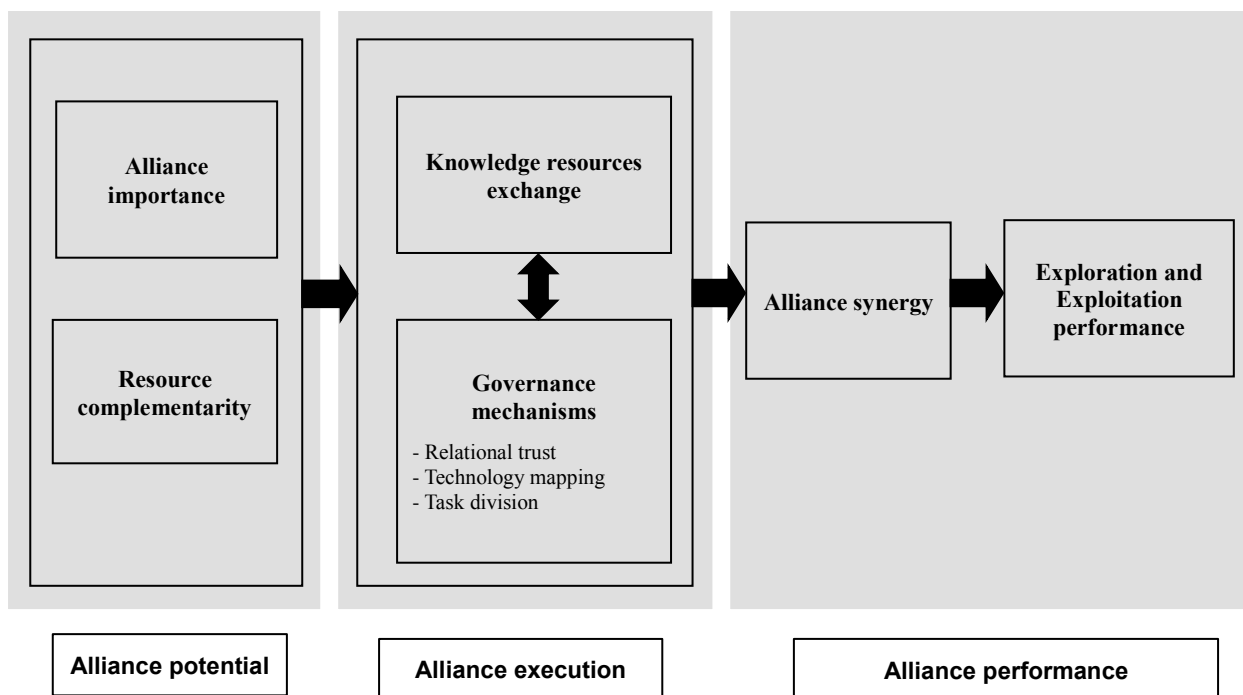 Alliance
importance
Resource
complementarity
Knowledge resources
exchange
Governance
mechanisms
- Relational trust
- Technology mapping
- Task division
Alliance synergy
Exploration and
Exploitation
performance
Alliance potential
Alliance execution
Alliance performance